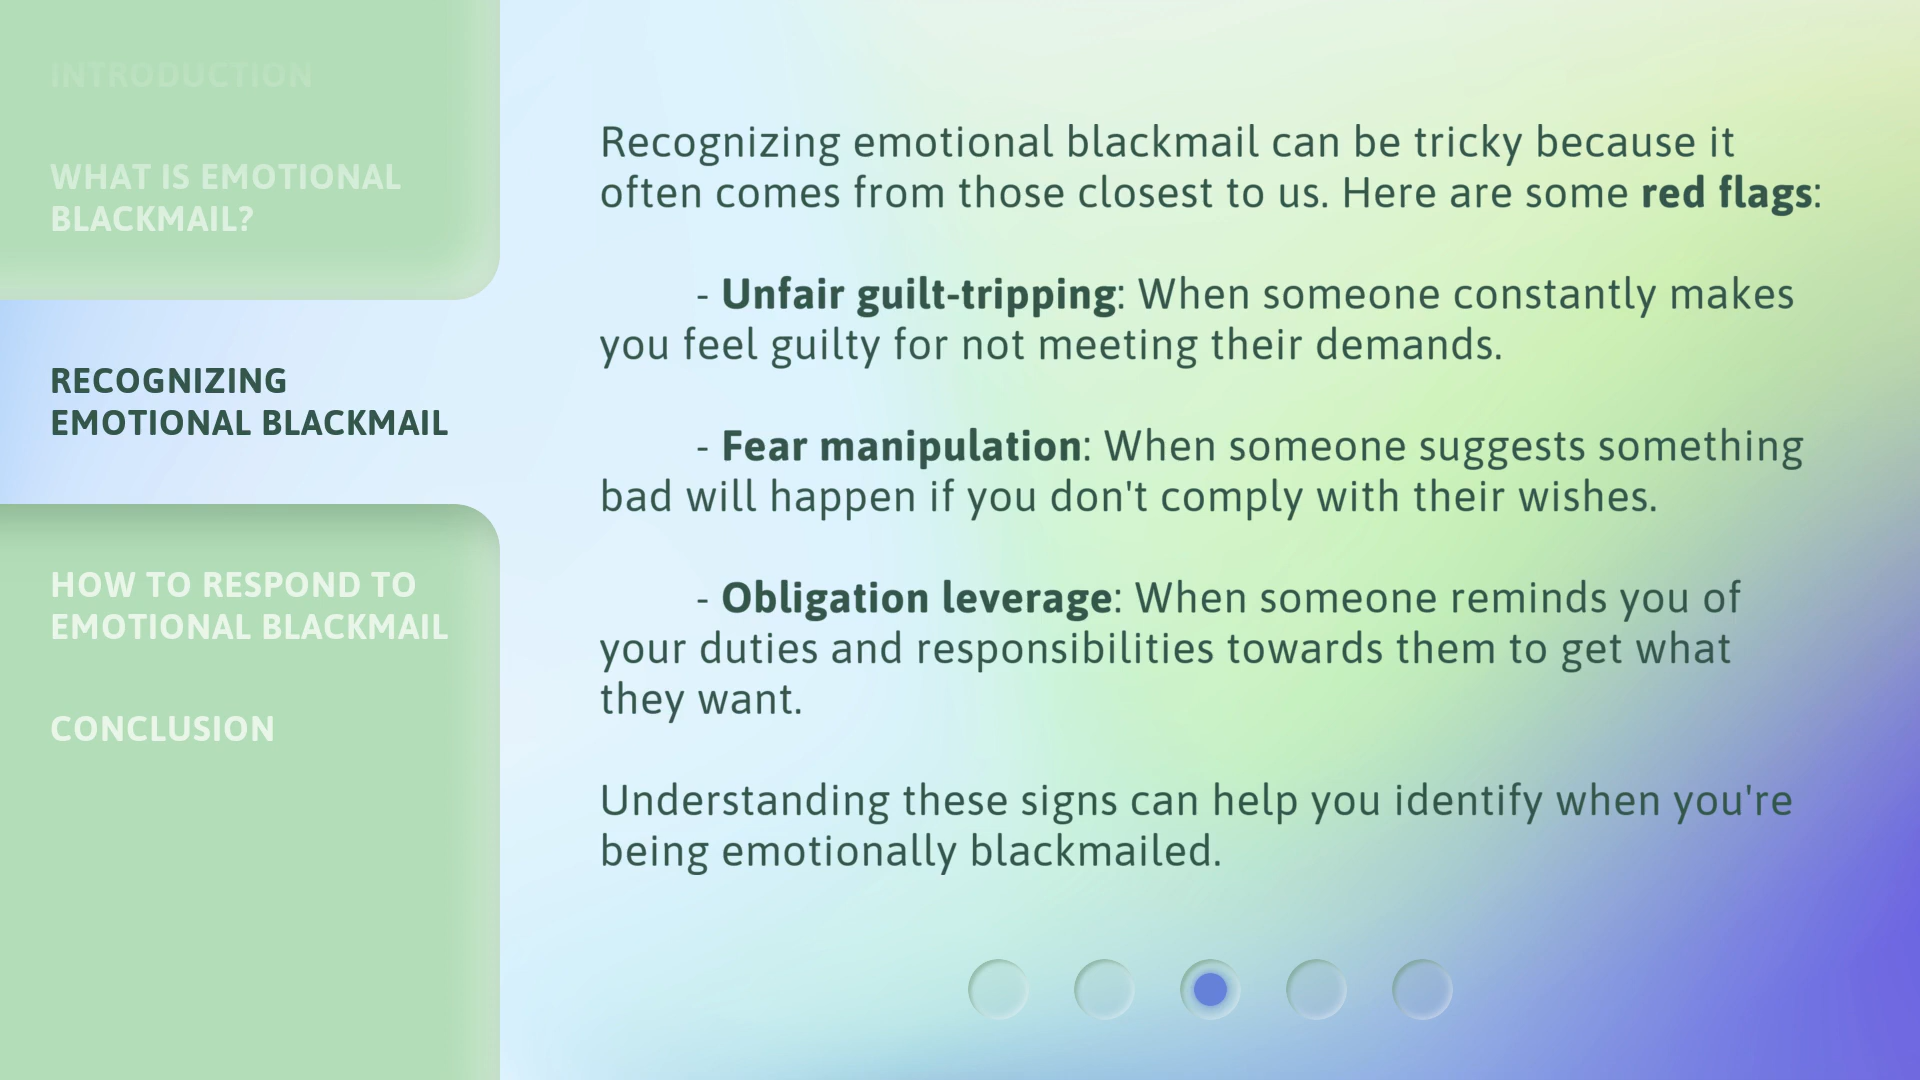 INTRODUCTION
WHAT IS EMOTIONAL
BLACKMAIL?
RECOGNIZING
EMOTIONAL BLACKMAIL
HOW TO RESPOND TO
EMOTIONAL BLACKMAIL
CONCLUSION
Recognizing emotional blackmail can be tricky because it
often comes from those closest to us. Here are some red flags:
- Unfair guilt-tripping: When someone constantly makes
you feel guilty for not meeting their demands.
- Fear manipulation: When someone suggests something
bad will happen if you don't comply with their wishes.
- Obligation leverage: When someone reminds you of
your duties and responsibilities towards them to get what
they want.
Understanding these signs can help you identify when you're
being emotionally blackmailed.